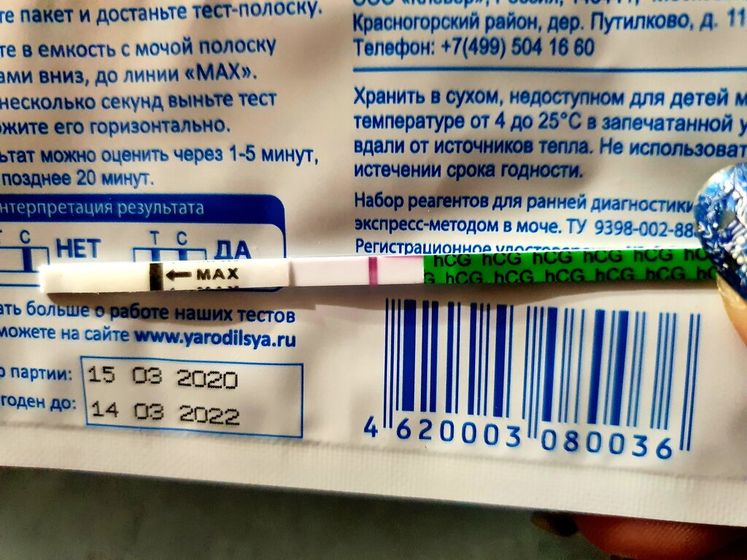 те пакет и достаньте тест-полоску.
те в емкость с мочой полоску
ами вниз, до линии «MAX».
несколько секунд выньте тест
ожите его горизонтально.
ьтат можно оценить через 1-5 минут,
позднее 20 минут.
нтерпретация результата
T C НЕТ
T C ДА
ать больше о работе наших тестов
можете на сайте www.yarodilsya.ru
р партии: 15 03 2020
годен до: 14 03 2022
Красногорский район, дер. Путилково, д. 11
Телефон: +7(499) 504 16 60
Хранить в сухом, недоступном для детей м
температуре от 4 до 25°C в запечатанной у
вдали от источников тепла. Не использоват
истечении срока годности.
Набор реагентов для ранней диагностики
экспресс-методом в моче. ТУ 9398-002-88
MAX
hCG hCG hCG hCG hCG
hCG hCG hCG hCG
4 620003 080036